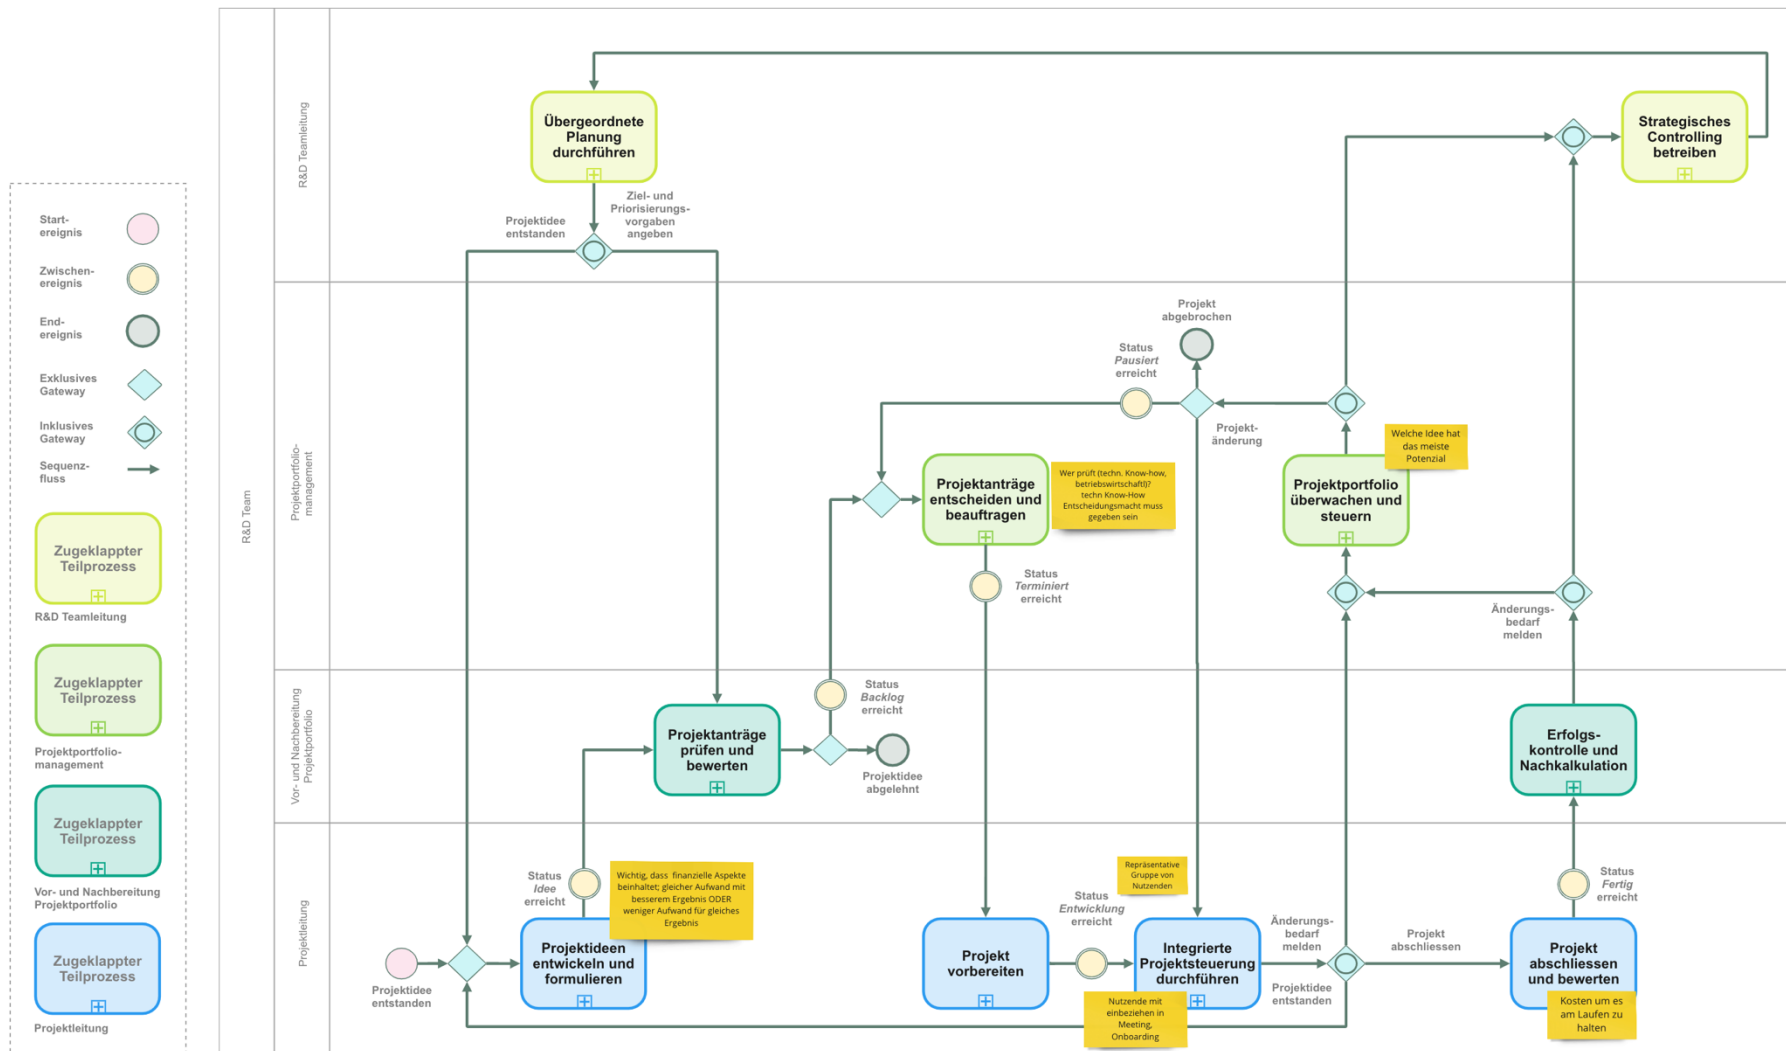 Start-
ereignis
Zwischen-
ereignis
End-
ereignis
Exklusives
Gateway
Inklusives
Gateway
Sequenz-
fluss
Zugeklappter
Teilprozess
R&D Teamleitung
Zugeklappter
Teilprozess
Projektportfolio-
management
Zugeklappter
Teilprozess
Vor- und Nachbereitung
Projektportfolio
Zugeklappter
Teilprozess
Projektleitung
R&D Team
R&D Teamleitung
Übergeordnete
Planung
durchführen
Strategisches
Controlling
betreiben
Projektidee
entstanden
Ziel- und
Priorisierungs-
vorgaben
angeben
Projektportfolio-
management
Projekt
abgebrochen
Status
Pausiert
erreicht
Projekt-
änderung
Welche Idee hat
das meiste
Potenzial
Projektanträge
entscheiden und
beauftragen
Wer prüft (techn. Know-how,
betriebswirtschaftl)?
techn Know-How
Entscheidungsmacht muss
gegeben sein
Projektportfolio
überwachen und
steuern
Status
Terminiert
erreicht
Änderungs-
bedarf
melden
Vor- und Nachbereitung
Projektportfolio
Status
Backlog
erreicht
Projektanträge
prüfen und
bewerten
Projektidee
abgelehnt
Erfolgs-
kontrolle und
Nachkalkulation
Projektleitung
Status
Idee
erreicht
Wichtig, dass finanzielle Aspekte
beinhaltet; gleicher Aufwand mit
besserem Ergebnis ODER
weniger Aufwand für gleiches
Ergebnis
Repräsentative
Gruppe von
Nutzenden
Status
Entwicklung
erreicht
Status
Fertig
erreicht
Projektidee
entstanden
Projektideen
entwickeln und
formulieren
Projekt
vorbereiten
Integrierte
Projektsteuerung
durchführen
Änderungs-
bedarf
melden
Projektidee
entstanden
Projekt
abschliessen
Projekt
abschliessen
und bewerten
Nutzende mit
einbeziehen in
Meeting,
Onboarding
Kosten um es
am Laufen zu
halten